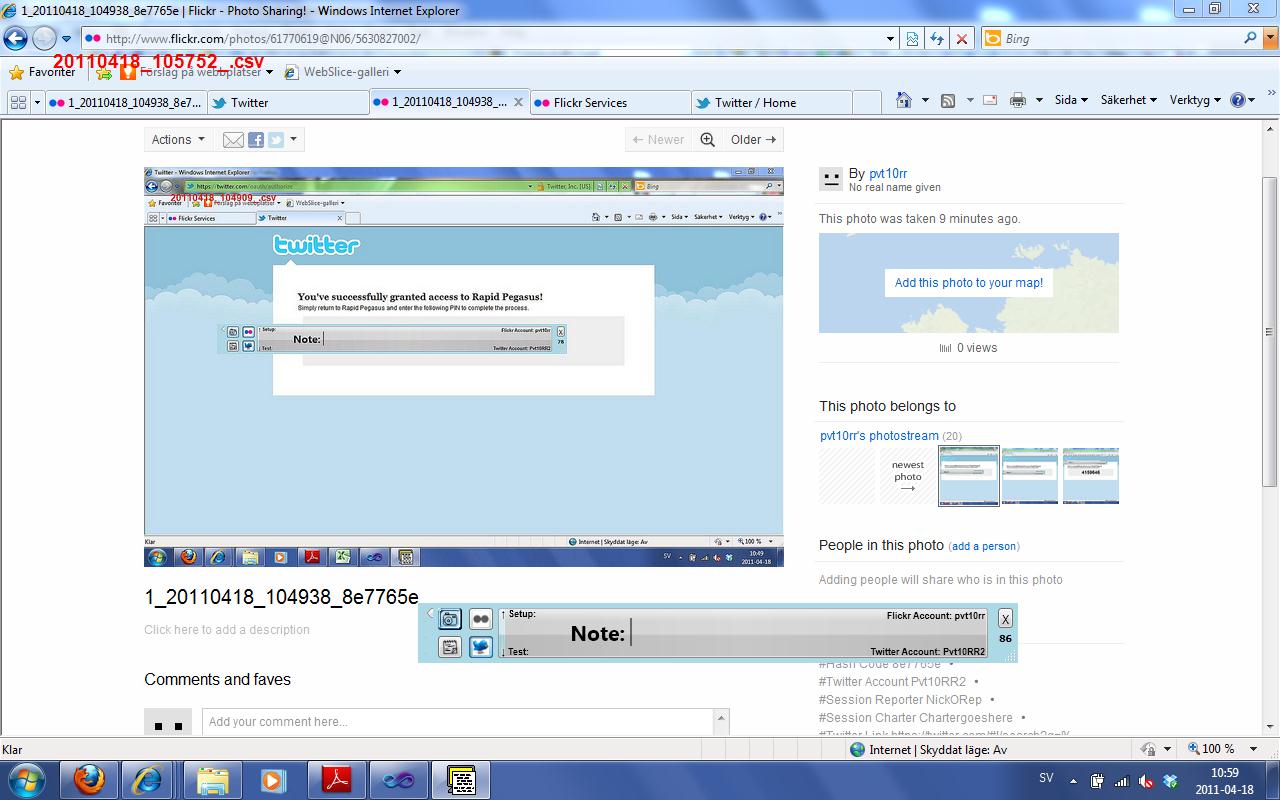 1_20110418_104938_8e7765e | Flickr - Photo Sharing! - Windows Internet Explorer
http://www.flickr.com/photos/61770619@N06/5630827002/
Bing
20110418_105752_.csv
Favoriter
Förslag på webbplatser
WebSlice-galleri
1_20110418_104938_8e7...
Twitter
1_20110418_104938_...
Flickr Services
Twitter / Home
Sida
Säkerhet
Verktyg
Actions
← Newer
Older →
Twitter - Windows Internet Explorer
https://twitter.com/oauth/authorize
Twitter, Inc. [US]
Bing
20110418_104909_.csv
Favoriter
Förslag på webbplatser
WebSlice-galleri
Flickr Services
Twitter
Sida
Säkerhet
Verktyg
twitter
You've successfully granted access to Rapid Pegasus!
Simply return to Rapid Pegasus and enter the following PIN to complete the process.
↑ Setup:
Flickr Account: pvt10rr
X
Note:
78
↓ Test:
Twitter Account: Pvt10RR2
Klar
Internet | Skyddat läge: Av
100 %
SV
10:49
2011-04-18
By pvt10rr
No real name given
This photo was taken 9 minutes ago.
Add this photo to your map!
0 views
This photo belongs to
pvt10rr's photostream (20)
newest
photo
→
4159646
People in this photo (add a person)
Adding people will share who is in this photo
1_20110418_104938_8e7765e
Click here to add a description
↑ Setup:
Flickr Account: pvt10rr
X
Note:
86
↓ Test:
Twitter Account: Pvt10RR2
#Hash Code 8e7765e •
#Twitter Account Pvt10RR2 •
#Session Reporter NickORep •
#Session Charter Chartergoeshere •
#Twitter Link https://twitter.com/#!/search?q=%
Comments and faves
Add your comment here...
Klar
Internet | Skyddat läge: Av
100 %
SV
10:59
2011-04-18